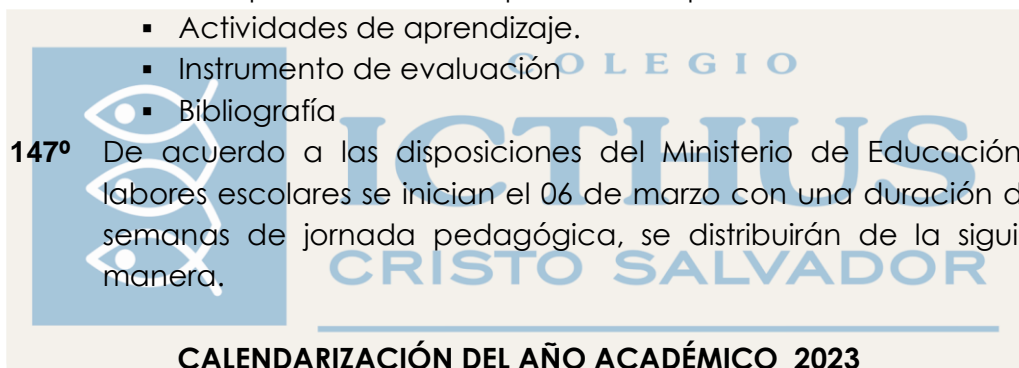 ▪ Actividades de aprendizaje.
▪ Instrumento de evaluación
COLEGIO
▪ Bibliografía
ICTHUS
147º De acuerdo a las disposiciones del Ministerio de Educación
labores escolares se inician el 06 de marzo con una duración d
semanas de jornada pedagógica, se distribuirán de la sigui
manera.
CRISTO SALVADOR
CALENDARIZACIÓN DEL AÑO ACADÉMICO 2023